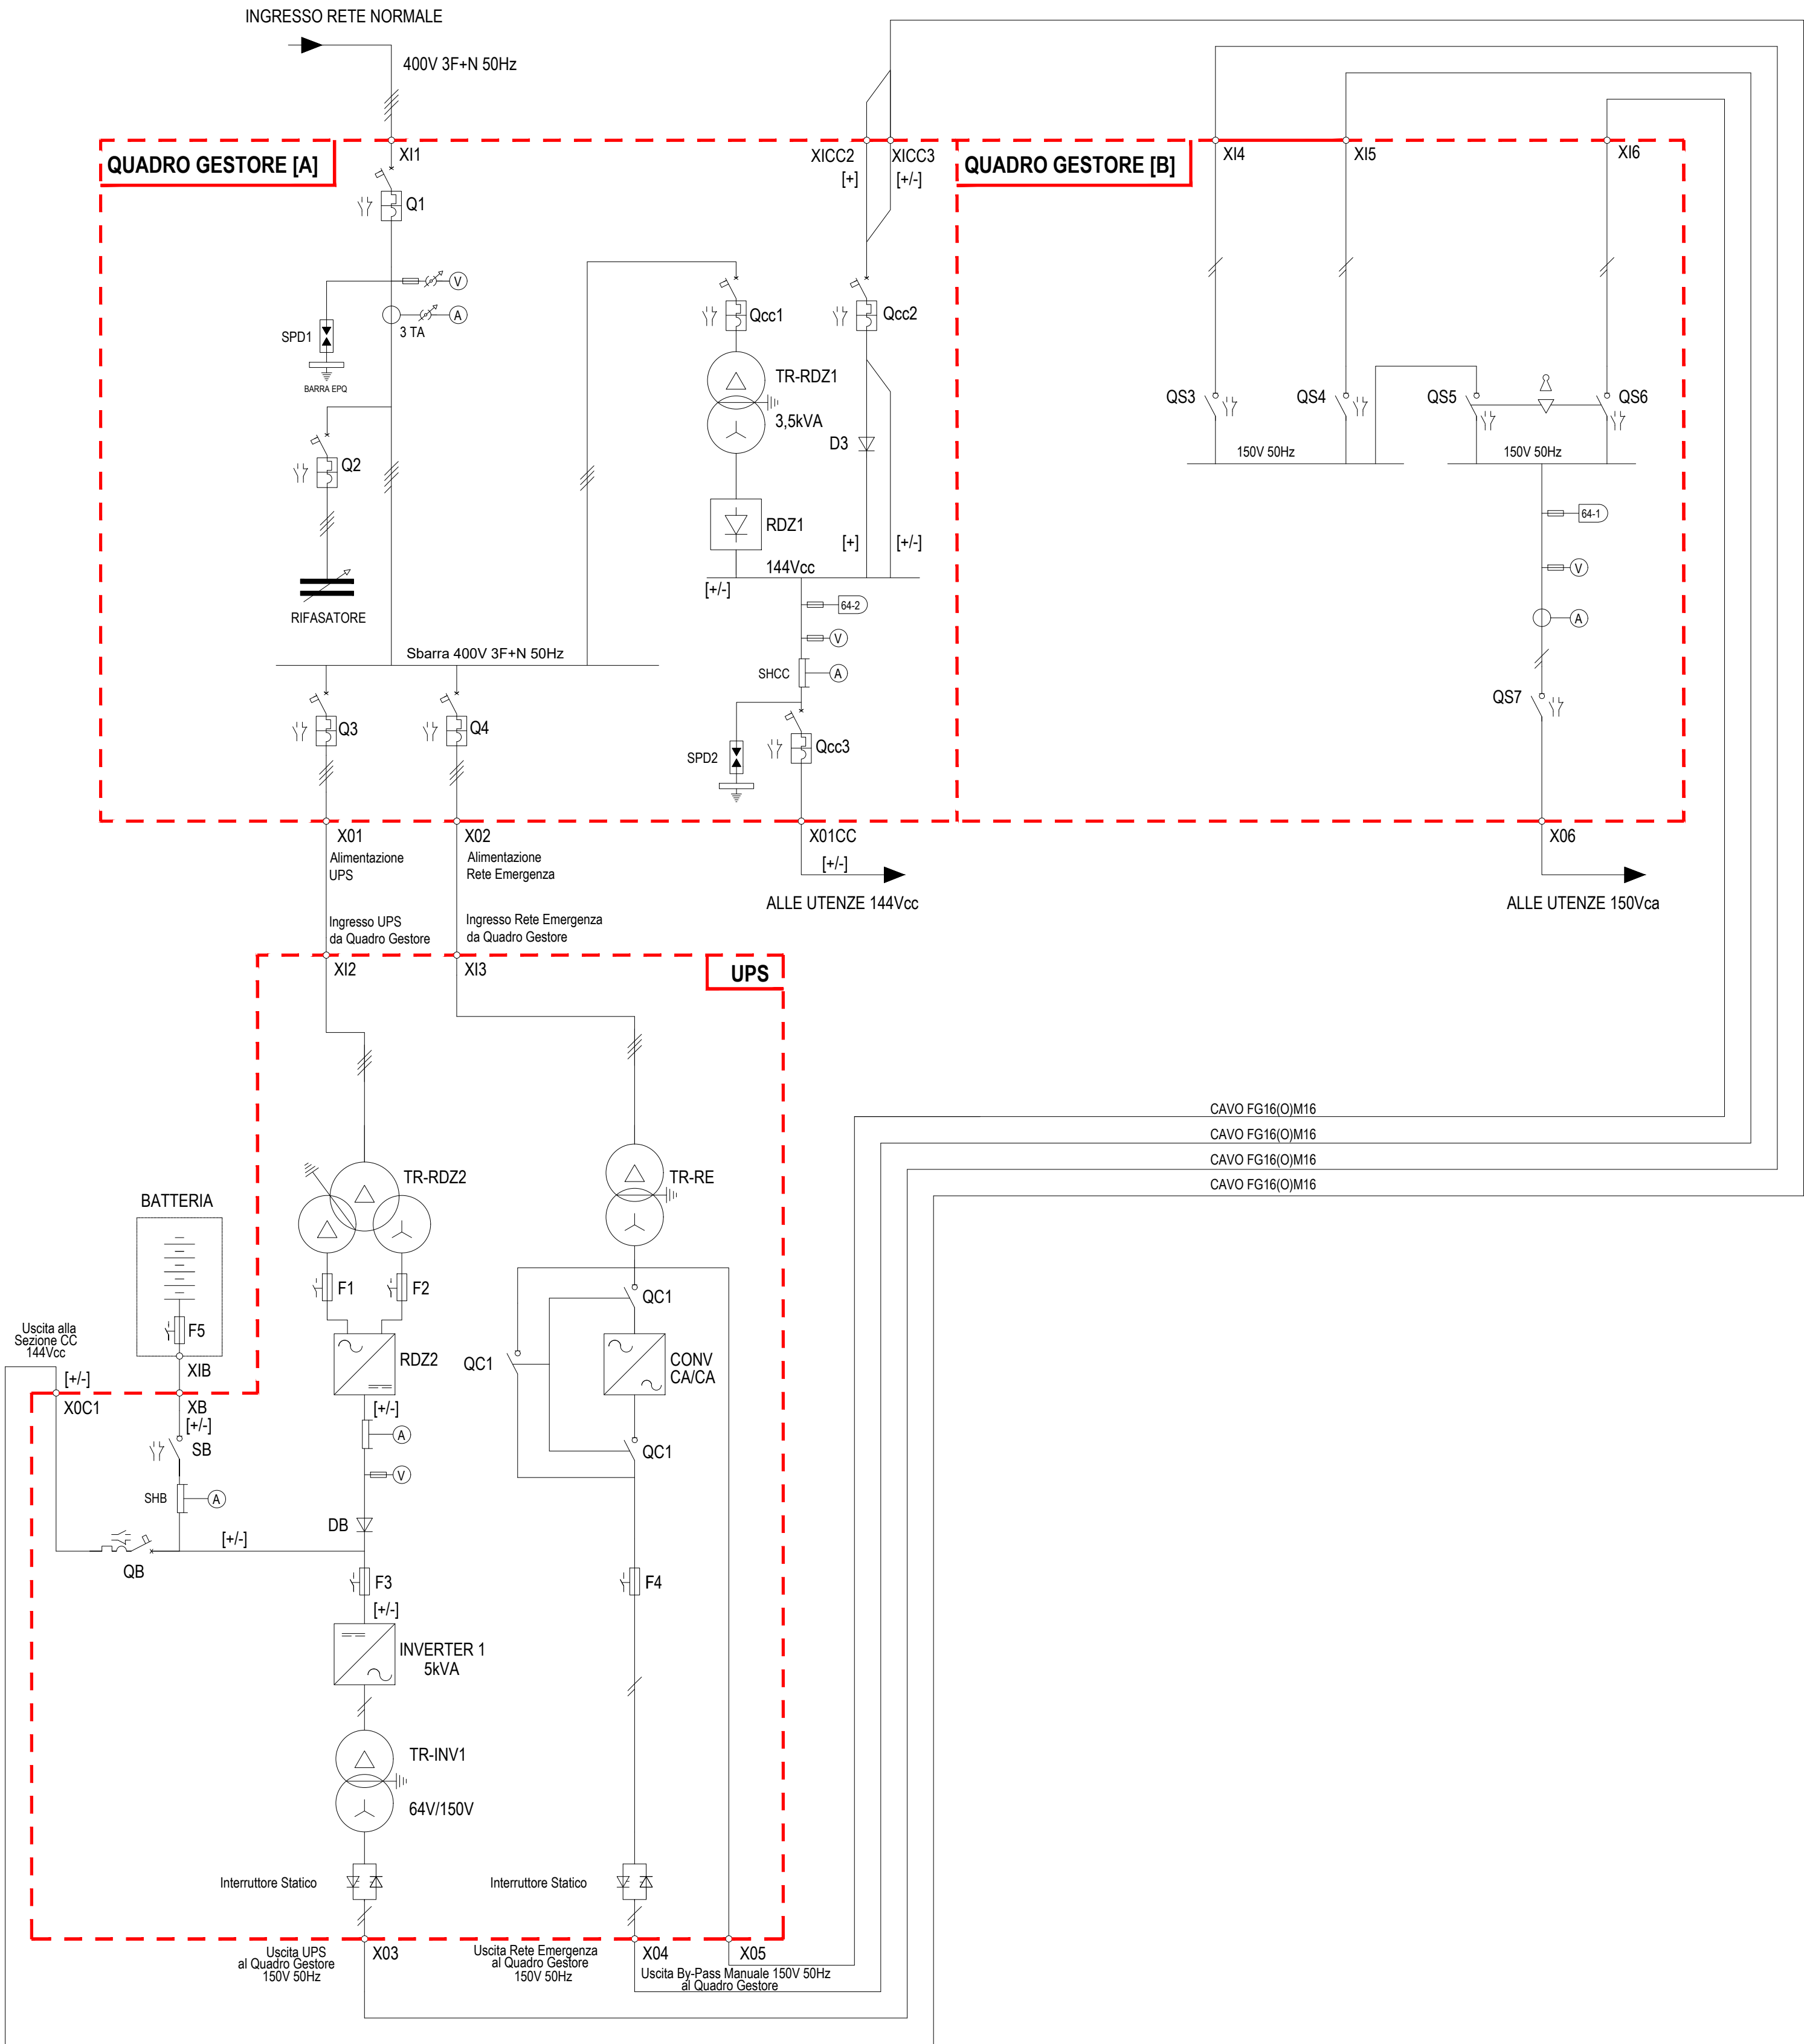 INGRESSO RETE NORMALE
400V 3F+N 50Hz
QUADRO GESTORE [A]
XI1
XICC2
XICC3
[+]
[+/-]
QUADRO GESTORE [B]
XI4
XI5
XI6
Q1
V
A
3 TA
SPD1
BARRA EPQ
Qcc1
Qcc2
TR-RDZ1
3,5kVA
D3
Q2
RDZ1
[+]
[+/-]
144Vcc
[+/-]
RIFASATORE
64-2
V
SHCC
A
Sbarra 400V 3F+N 50Hz
Q3
Q4
SPD2
Qcc3
QS3
QS4
QS5
QS6
150V 50Hz
150V 50Hz
64-1
V
A
QS7
X01
Alimentazione
UPS
X02
Alimentazione
Rete Emergenza
X01CC
[+/-]
ALLE UTENZE 144Vcc
X06
ALLE UTENZE 150Vca
Ingresso UPS
da Quadro Gestore
Ingresso Rete Emergenza
da Quadro Gestore
XI2
XI3
UPS
CAVO FG16(O)M16
CAVO FG16(O)M16
CAVO FG16(O)M16
CAVO FG16(O)M16
TR-RDZ2
TR-RE
BATTERIA
F1
F2
F5
QC1
Uscita alla
Sezione CC
144Vcc
[+/-]
XIB
RDZ2
QC1
CONV
CA/CA
X0C1
XB
[+/-]
[+/-]
SB
A
QC1
V
SHB
A
DB
[+/-]
QB
F3
F4
[+/-]
INVERTER 1
5kVA
TR-INV1
64V/150V
Interruttore Statico
Interruttore Statico
Uscita UPS
al Quadro Gestore
150V 50Hz
X03
Uscita Rete Emergenza
al Quadro Gestore
150V 50Hz
X04
X05
Uscita By-Pass Manuale 150V 50Hz
al Quadro Gestore